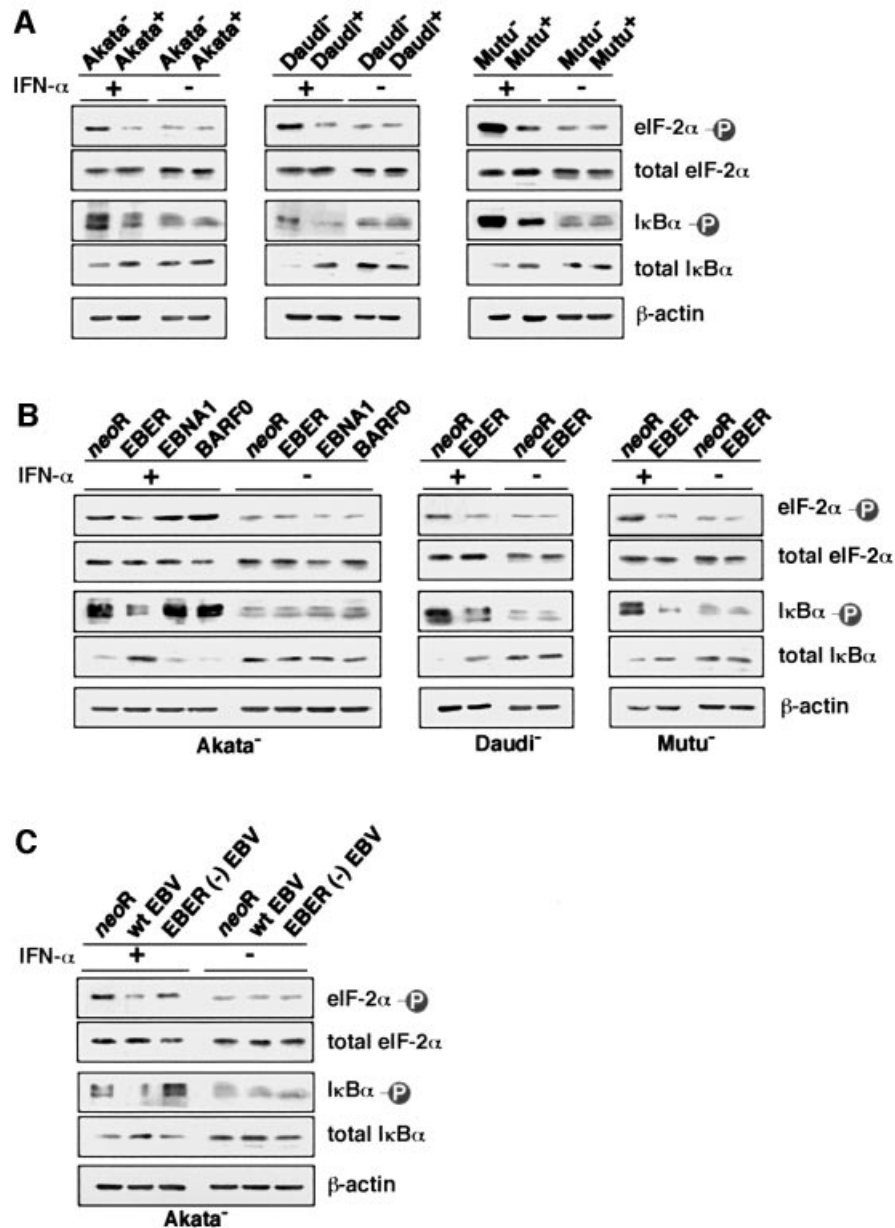 A
Akata⁻ Akata⁺ Akata⁻ Akata⁺ Daudi⁻ Daudi⁺ Daudi⁻ Daudi⁺ Mutu⁻ Mutu⁺ Mutu⁻ Mutu⁺
IFN-α + - + - + -
eIF-2α -P
total eIF-2α
IκBα -P
total IκBα
β-actin
B
neoR EBER EBNA1 BARF0 neoR EBER EBNA1 BARF0 neoR EBER neoR EBER neoR EBER neoR EBER
IFN-α + - + - + -
eIF-2α -P
total eIF-2α
IκBα -P
total IκBα
β-actin
Akata⁻ Daudi⁻ Mutu⁻
C
neoR wt EBV EBER (-) EBV neoR wt EBV EBER (-) EBV
IFN-α + -
eIF-2α -P
total eIF-2α
IκBα -P
total IκBα
β-actin
Akata⁻